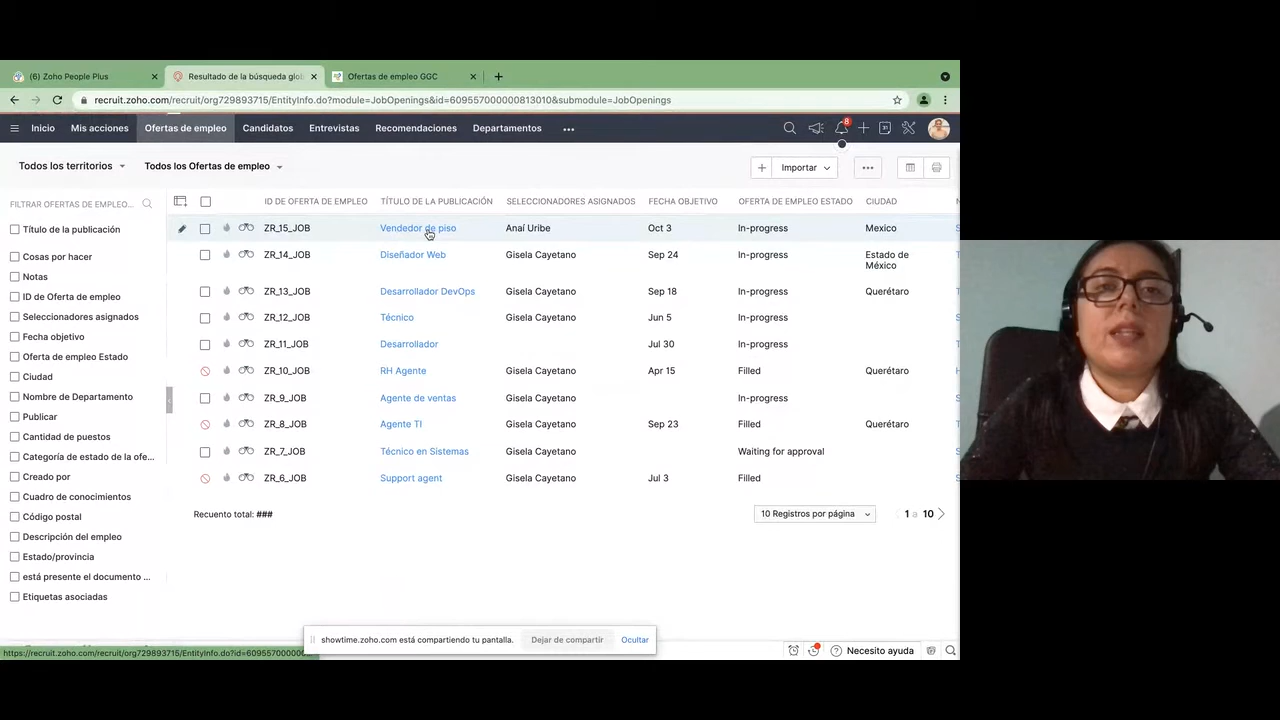 (6) Zoho People Plus
Resultado de la búsqueda glob
Ofertas de empleo GGC
recruit.zoho.com/recruit/org729893715/EntityInfo.do?module=JobOpenings&id=609557000000813010&submodule=JobOpenings
Inicio Mis acciones Ofertas de empleo Candidatos Entrevistas Recomendaciones Departamentos ••• 8 31
Todos los territorios Todos los Ofertas de empleo Importar •••
FILTRAR OFERTAS DE EMPLEO...
Título de la publicación
Cosas por hacer
Notas
ID de Oferta de empleo
Seleccionadores asignados
Fecha objetivo
Oferta de empleo Estado
Ciudad
Nombre de Departamento
Publicar
Cantidad de puestos
Categoría de estado de la ofe...
Creado por
Cuadro de conocimientos
Código postal
Descripción del empleo
Estado/provincia
está presente el documento ...
Etiquetas asociadas
ID DE OFERTA DE EMPLEO TÍTULO DE LA PUBLICACIÓN SELECCIONADORES ASIGNADOS FECHA OBJETIVO OFERTA DE EMPLEO ESTADO CIUDAD
ZR_15_JOB Vendedor de piso Anaí Uribe Oct 3 In-progress Mexico
ZR_14_JOB Diseñador Web Gisela Cayetano Sep 24 In-progress Estado de
México
ZR_13_JOB Desarrollador DevOps Gisela Cayetano Sep 18 In-progress Querétaro
ZR_12_JOB Técnico Gisela Cayetano Jun 5 In-progress
ZR_11_JOB Desarrollador Jul 30 In-progress
ZR_10_JOB RH Agente Gisela Cayetano Apr 15 Filled Querétaro
ZR_9_JOB Agente de ventas Gisela Cayetano In-progress
ZR_8_JOB Agente TI Gisela Cayetano Sep 23 Filled Querétaro
ZR_7_JOB Técnico en Sistemas Gisela Cayetano Waiting for approval
ZR_6_JOB Support agent Gisela Cayetano Jul 3 Filled
Recuento total: ### 10 Registros por página 1 a 10
showtime.zoho.com está compartiendo tu pantalla. Dejar de compartir Ocultar
https://recruit.zoho.com/recruit/org729893715/EntityInfo.do?id=609557000000...
Necesito ayuda